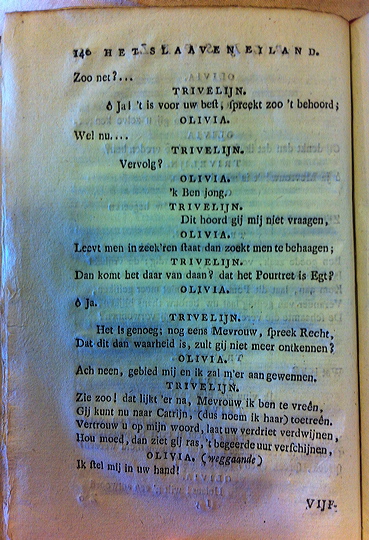 140 HET SLAAVEN EYLAND.
Zoo net?...
TRIVELIJN.
ô Ja! 't is voor uw best, spreekt zoo 't behoord;
OLIVIA.
Wel nu....
TRIVELIJN.
Vervolg?
OLIVIA.
'k Ben jong.
TRIVELIJN.
Dit hoord gij mij niet vraagen,
OLIVIA.
Leevt men in zeek'ren staat dan zoekt men te behaagen;
TRIVELIJN.
Dan komt het daar van daan? dat het Pourtret is Egt?
OLIVIA.
ô Ja.
TRIVELIJN.
Het is genoeg; nog eens Mevrouw, spreek Recht,
Dat dit dan waarheid is, zult gij niet meer ontkennen?
OLIVIA.
Ach neen, gebied mij en ik zal m'er aan gewennen.
TRIVELIJN.
Zie zoo! dat lijkt 'er na, Mevrouw ik ben te vreên.
Gij kunt nu naar Catrijn, (dus noem ik haar) toetreên.
Vertrouw u op mijn woord, laat uw verdriet verdwijnen,
Hou moed, dan ziet gij ras, 't begeerde uur verschijnen,
OLIVIA. (weggaande)
Ik stel mij in uw hand!
VIJF-